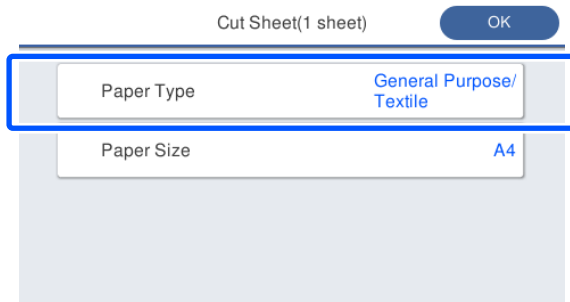 Cut Sheet(1 sheet)
OK
Paper Type
General Purpose/
Textile
Paper Size
A4